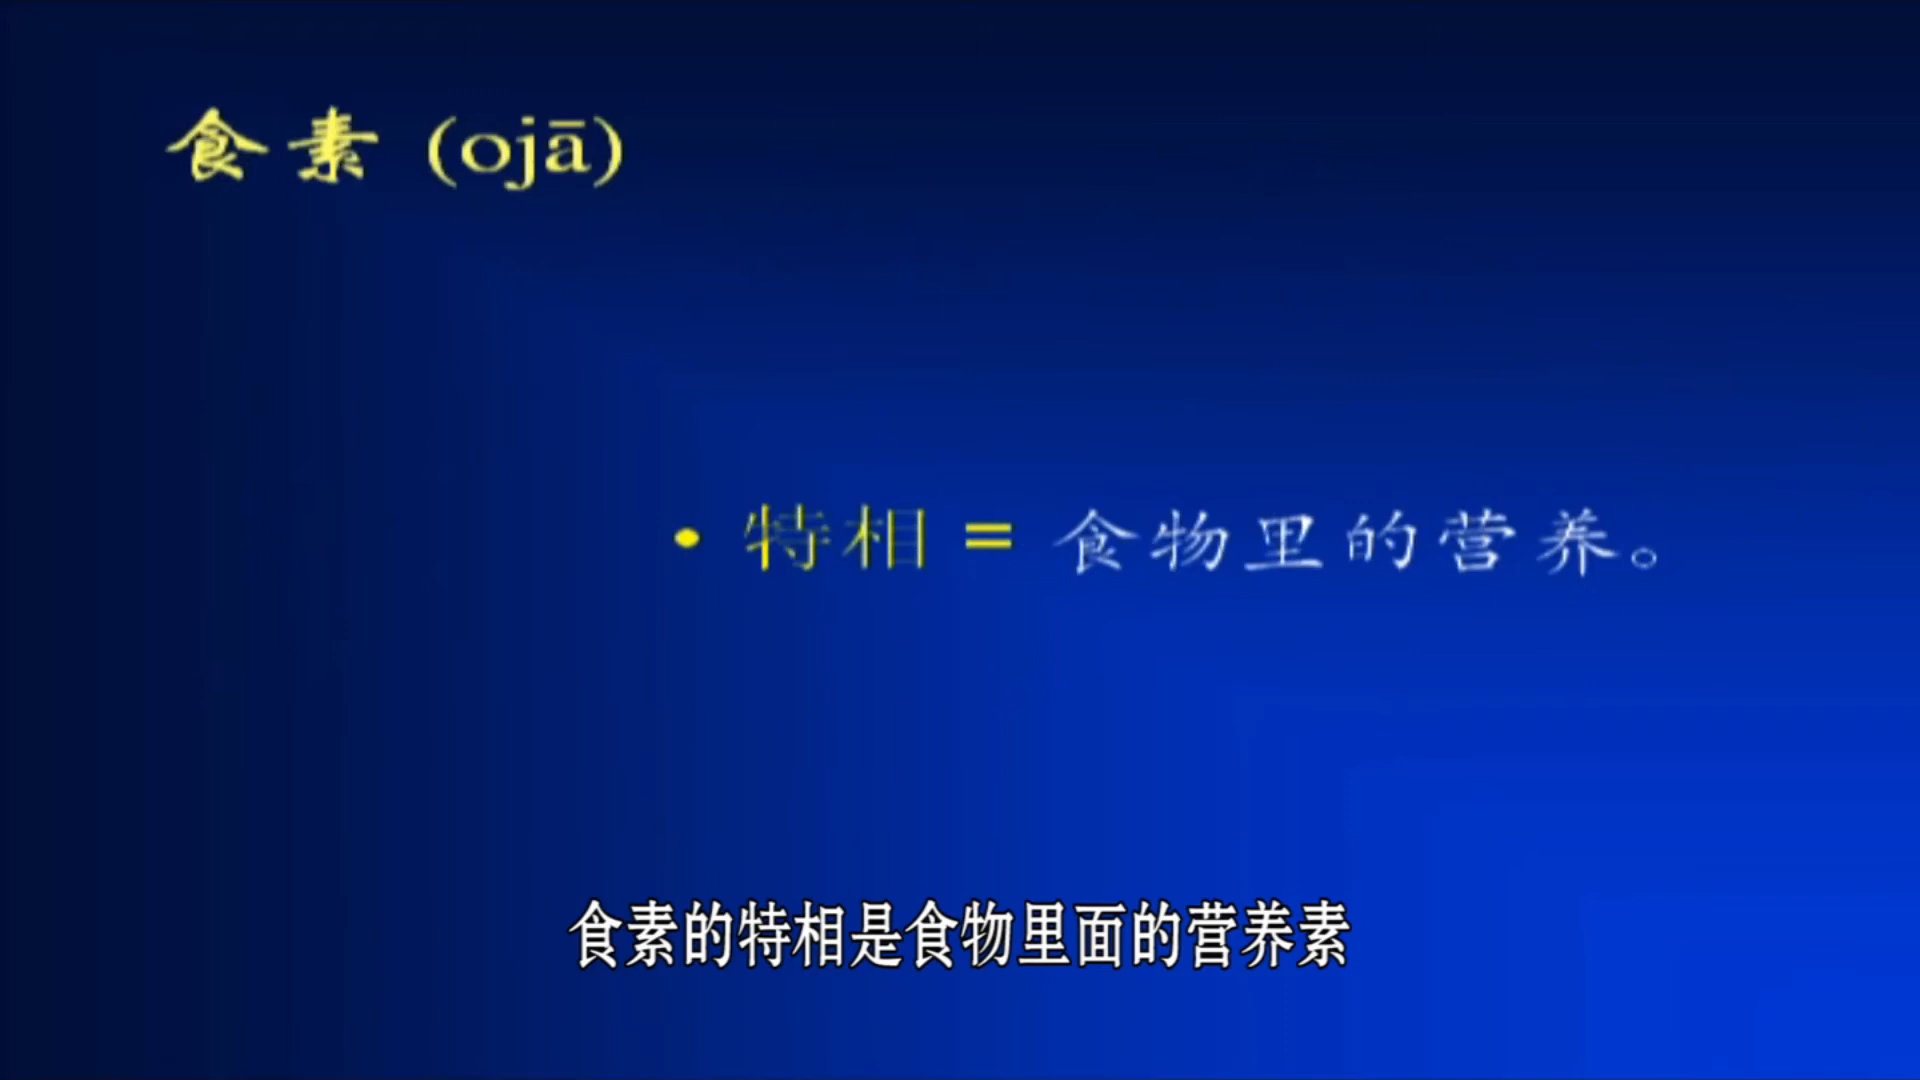 食素 (ojā)
• 特相 = 食物里的营养。
食素的特相是食物里面的营养素